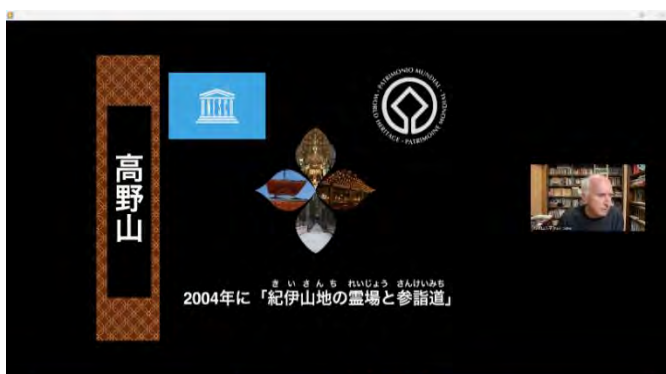 高野山
UNESCO
PATRIMONIO MUNDIAL • WORLD HERITAGE • PATRIMOINE MONDIAL
き い さ ん ち れいじょう さんけいみち
2004年に「紀伊山地の霊場と参詣道」